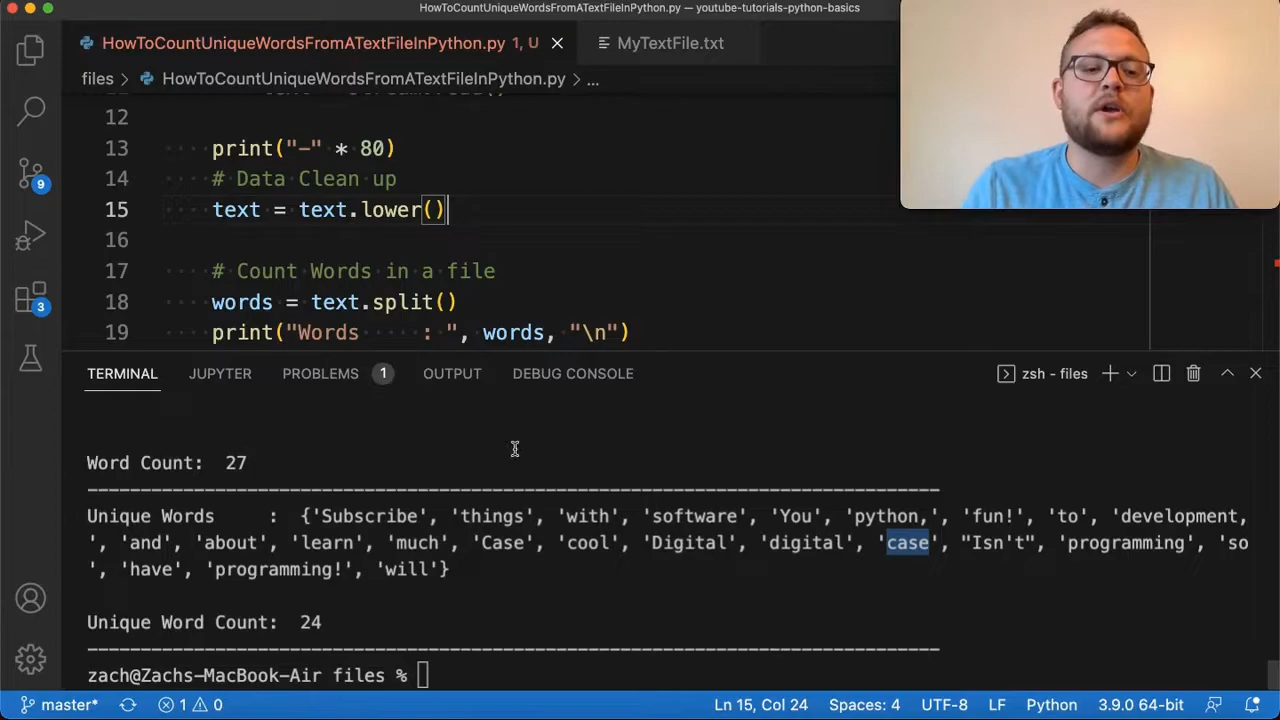 HowToCountUniqueWordsFromATextFileInPython.py — youtube-tutorials-python-basics
HowToCountUniqueWordsFromATextFileInPython.py 1, U
MyTextFile.txt
files > HowToCountUniqueWordsFromATextFileInPython.py > ...
12
13 print("-" * 80)
14 # Data Clean up
15 text = text.lower()
16
17 # Count Words in a file
18 words = text.split()
19 print("Words     : ", words, "\n")
9
3
TERMINAL JUPYTER PROBLEMS 1 OUTPUT DEBUG CONSOLE zsh - files
Word Count:  27
--------------------------------------------------------------------------------
Unique Words    :  {'Subscribe', 'things', 'with', 'software', 'You', 'python,', 'fun!', 'to', 'development,
', 'and', 'about', 'learn', 'much', 'Case', 'cool', 'Digital', 'digital', 'case', "Isn't", 'programming', 'so
', 'have', 'programming!', 'will'}
Unique Word Count:  24
--------------------------------------------------------------------------------
zach@Zachs-MacBook-Air files %
master* 1 0 Ln 15, Col 24 Spaces: 4 UTF-8 LF Python 3.9.0 64-bit